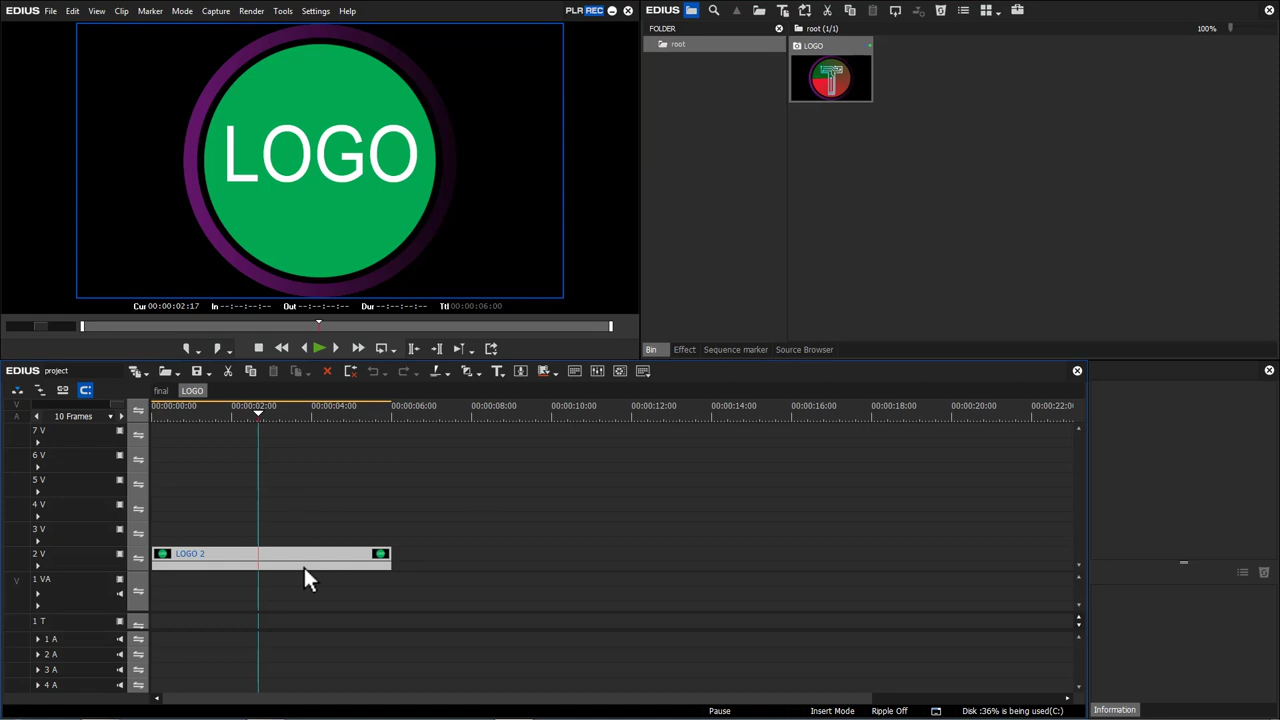 EDIUS File Edit View Clip Marker Mode Capture Render Tools Settings Help PLR REC
LOGO
Cur 00:00:02:17 In --:--:--:-- Out --:--:--:-- Dur --:--:--:-- Ttl 00:00:06:00
EDIUS
FOLDER
root (1/1)
100%
root
LOGO
Bin Effect Sequence marker Source Browser
EDIUS project
final LOGO
V
A
10 Frames
00:00:00:00 00:00:02:00 00:00:04:00 00:00:06:00 00:00:08:00 00:00:10:00 00:00:12:00 00:00:14:00 00:00:16:00 00:00:18:00 00:00:20:00 00:00:22:00
7 V
6 V
5 V
4 V
3 V
2 V LOGO 2
V 1 VA
1 T
1 A
2 A
3 A
4 A
Pause Insert Mode Ripple Off Disk :36% is being used(C:)
Information